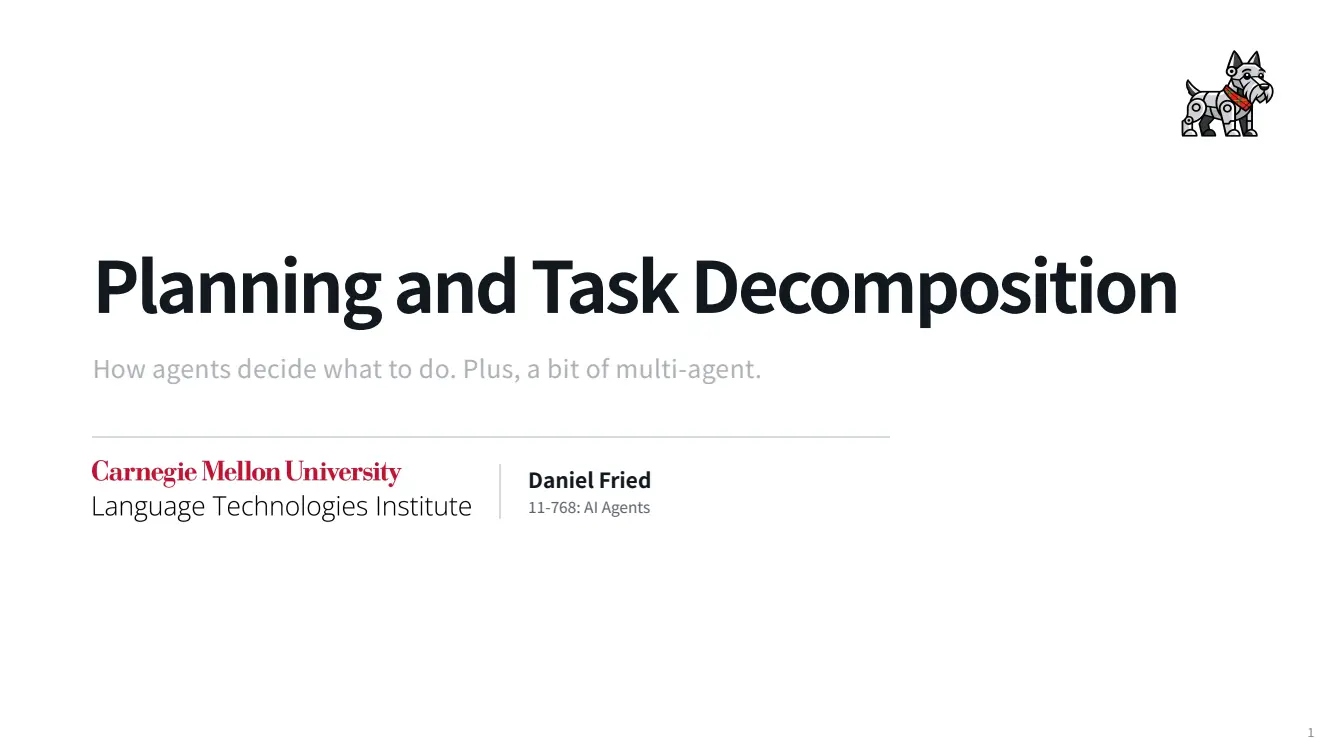 Planning and Task Decomposition
How agents decide what to do. Plus, a bit of multi-agent.
Carnegie Mellon University
Language Technologies Institute
Daniel Fried
11-768: AI Agents
1